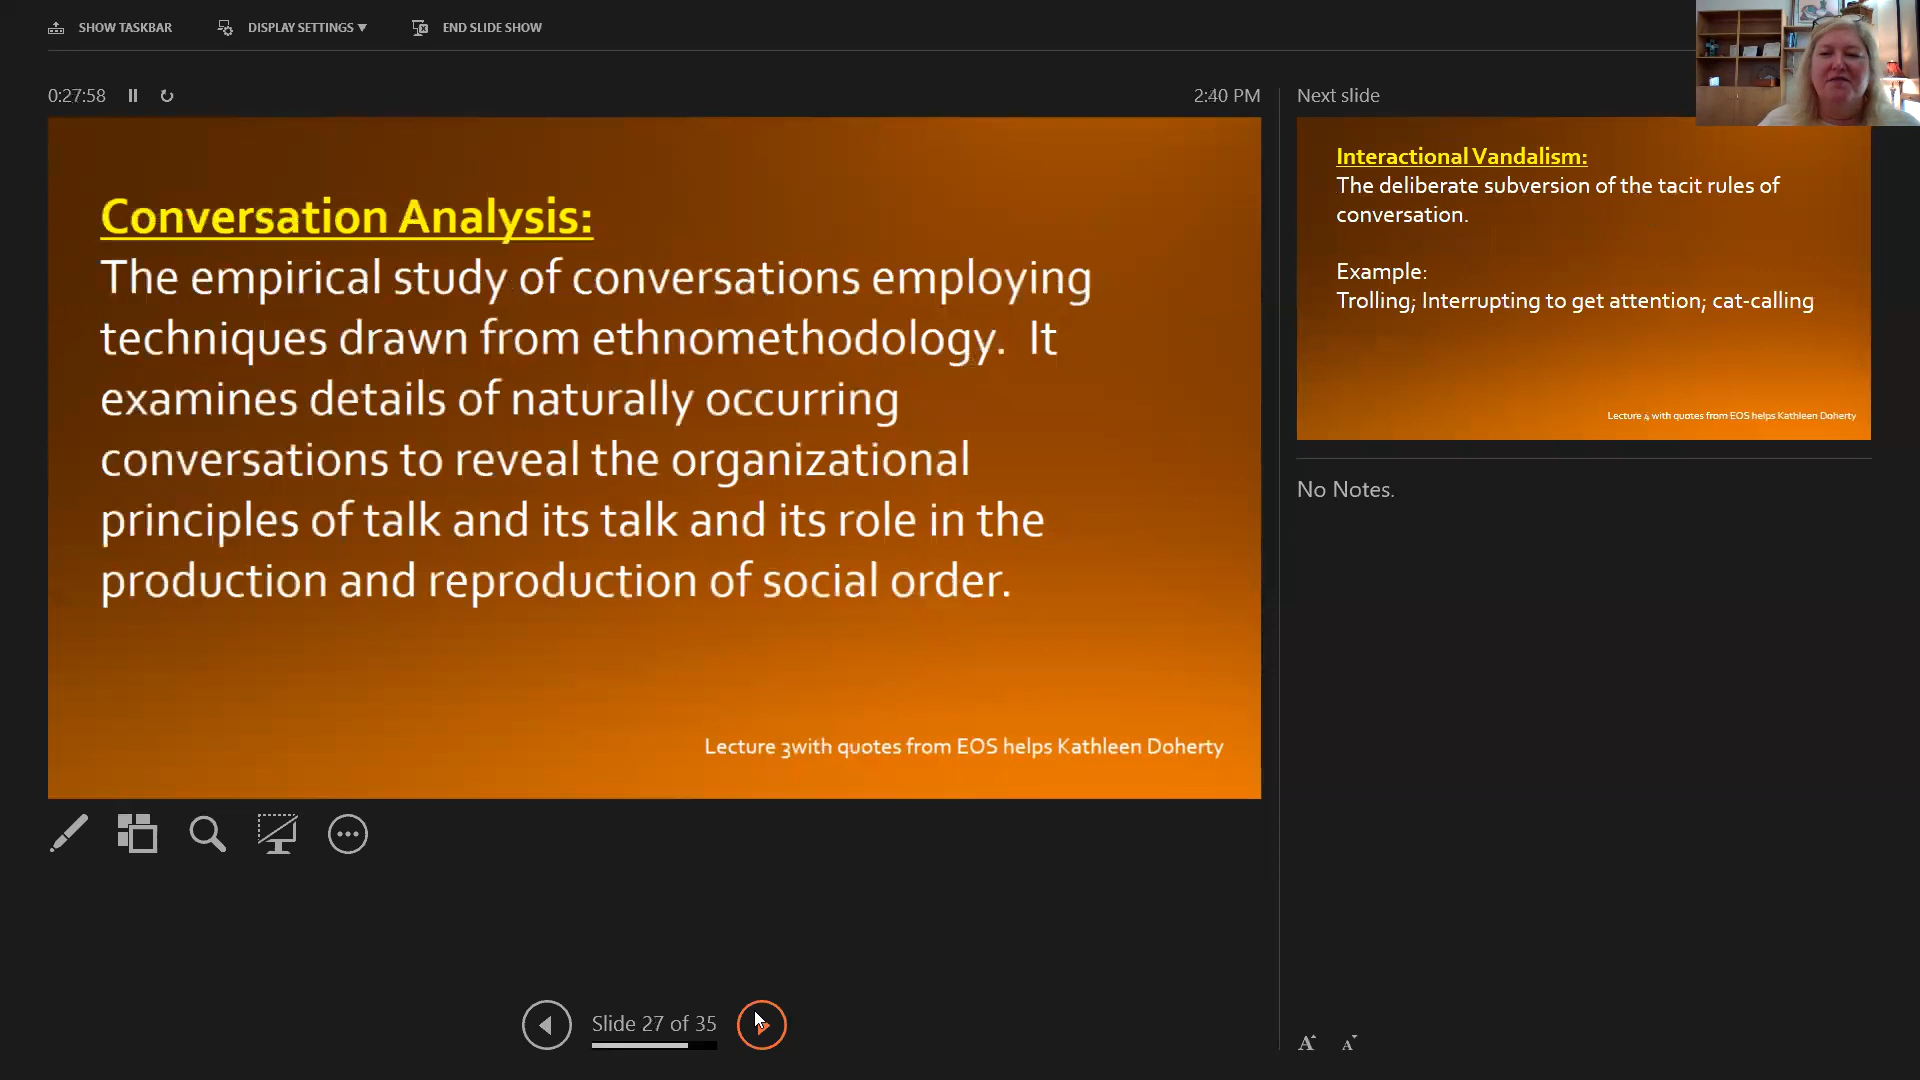 SHOW TASKBAR
DISPLAY SETTINGS ▼
END SLIDE SHOW
0:27:58
2:40 PM
Conversation Analysis:
The empirical study of conversations employing
techniques drawn from ethnomethodology.  It
examines details of naturally occurring
conversations to reveal the organizational
principles of talk and its talk and its role in the
production and reproduction of social order.
Lecture 3with quotes from EOS helps Kathleen Doherty
Slide 27 of 35
Next slide
Interactional Vandalism:
The deliberate subversion of the tacit rules of
conversation.
Example:
Trolling; Interrupting to get attention; cat-calling
Lecture 4 with quotes from EOS helps Kathleen Doherty
No Notes.
A A